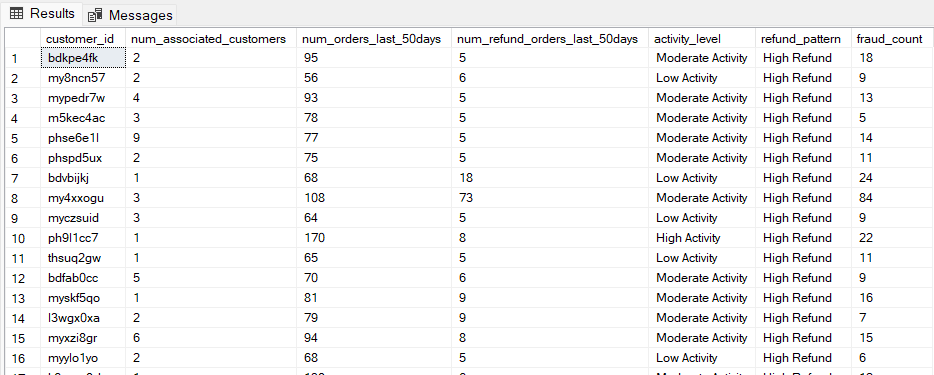 Results Messages
customer_id num_associated_customers num_orders_last_50days num_refund_orders_last_50days activity_level refund_pattern fraud_count
1 bdkpe4fk 2 95 5 Moderate Activity High Refund 18
2 my8ncn57 2 56 6 Low Activity High Refund 9
3 mypedr7w 4 93 5 Moderate Activity High Refund 13
4 m5kec4ac 3 78 5 Moderate Activity High Refund 5
5 phse6e1l 9 77 5 Moderate Activity High Refund 14
6 phspd5ux 2 75 5 Moderate Activity High Refund 11
7 bdvbijkj 1 68 18 Low Activity High Refund 24
8 my4xxogu 3 108 73 Moderate Activity High Refund 84
9 myczsuid 3 64 5 Low Activity High Refund 9
10 ph9l1cc7 1 170 8 High Activity High Refund 22
11 thsuq2gw 1 65 5 Low Activity High Refund 11
12 bdfab0cc 5 70 6 Moderate Activity High Refund 9
13 myskf5qo 1 81 9 Moderate Activity High Refund 16
14 l3wgx0xa 2 79 9 Moderate Activity High Refund 7
15 myxzi8gr 6 94 8 Moderate Activity High Refund 15
16 myylo1yo 2 68 5 Low Activity High Refund 6